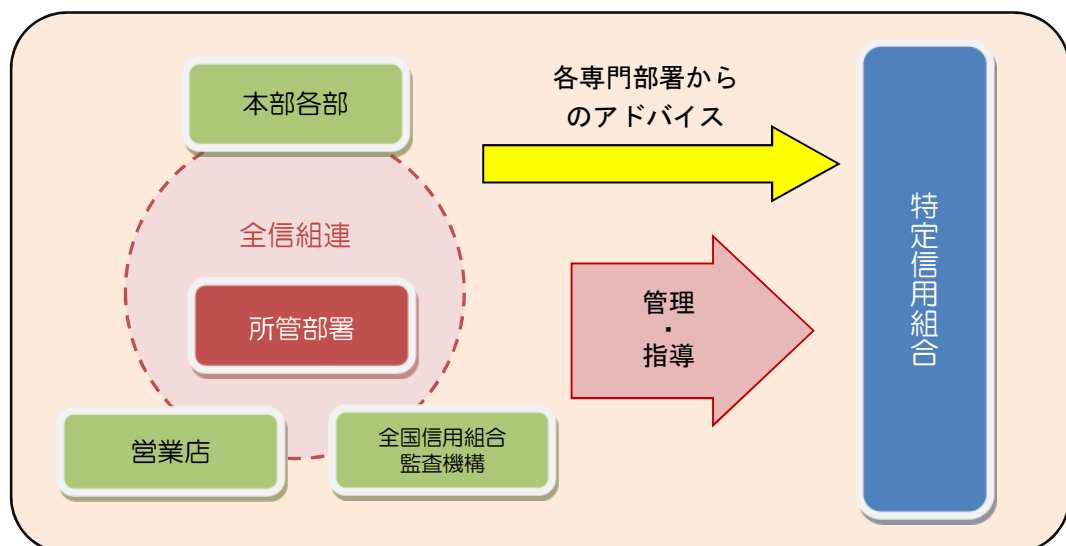 本部各部
各専門部署から
のアドバイス
全信組連
所管部署
管理
・
指導
営業店
全国信用組合
監査機構
特定信用組合